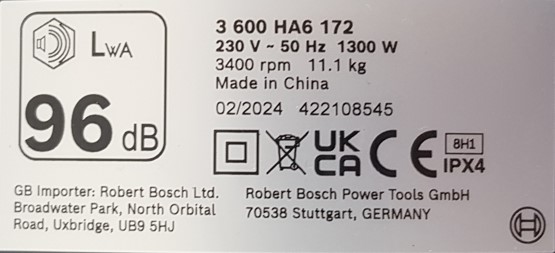 LWA
96 dB
3 600 HA6 172
230 V ~ 50 Hz 1300 W
3400 rpm 11.1 kg
Made in China
02/2024 422108545
UK
CA
CE
8H1
IPX4
GB Importer: Robert Bosch Ltd.
Broadwater Park, North Orbital
Road, Uxbridge, UB9 5HJ
Robert Bosch Power Tools GmbH
70538 Stuttgart, GERMANY